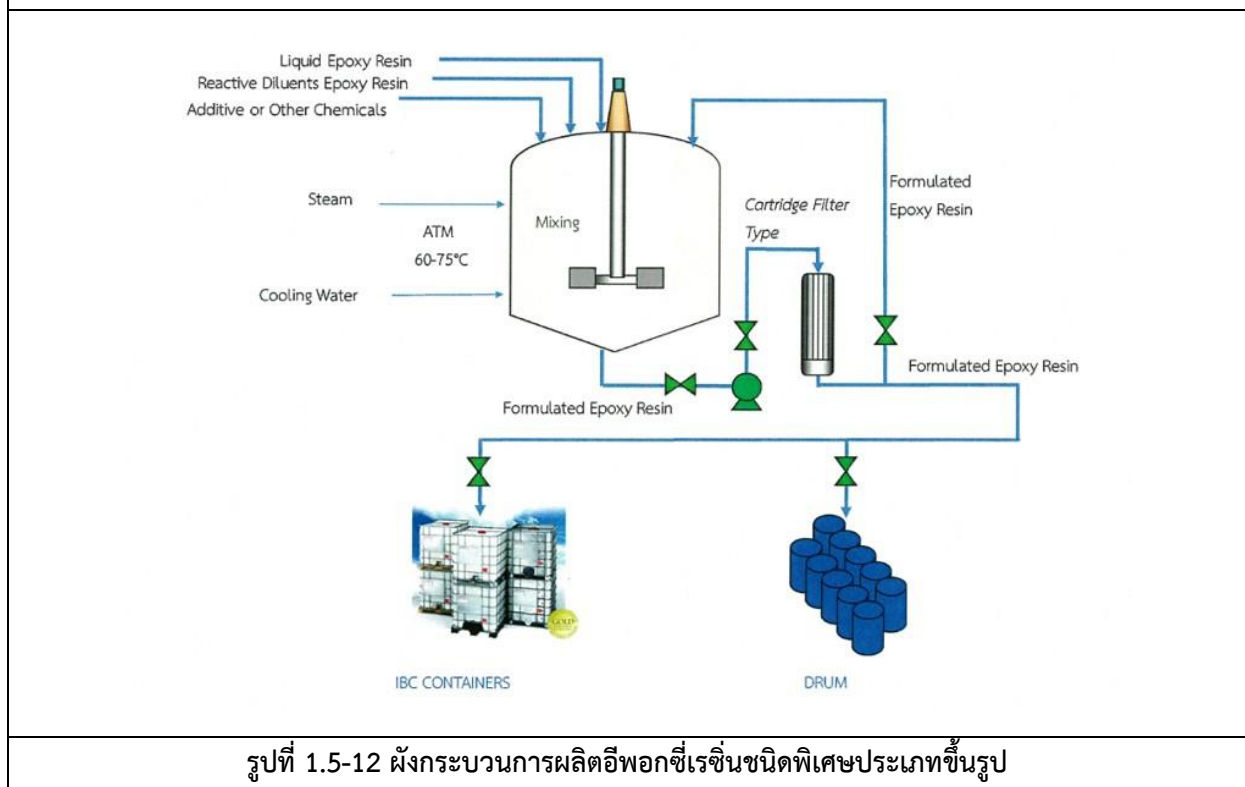 Liquid Epoxy Resin
Reactive Diluents Epoxy Resin
Additive or Other Chemicals
Steam
ATM
60-75°C
Mixing
Cooling Water
Cartridge Filter
Type
Formulated
Epoxy Resin
Formulated Epoxy Resin
Formulated Epoxy Resin
GOLD
IBC CONTAINERS
DRUM
รูปที่ 1.5-12 ผังกระบวนการผลิตอีพอกซี่เรซิ่นชนิดพิเศษประเภทขึ้นรูป